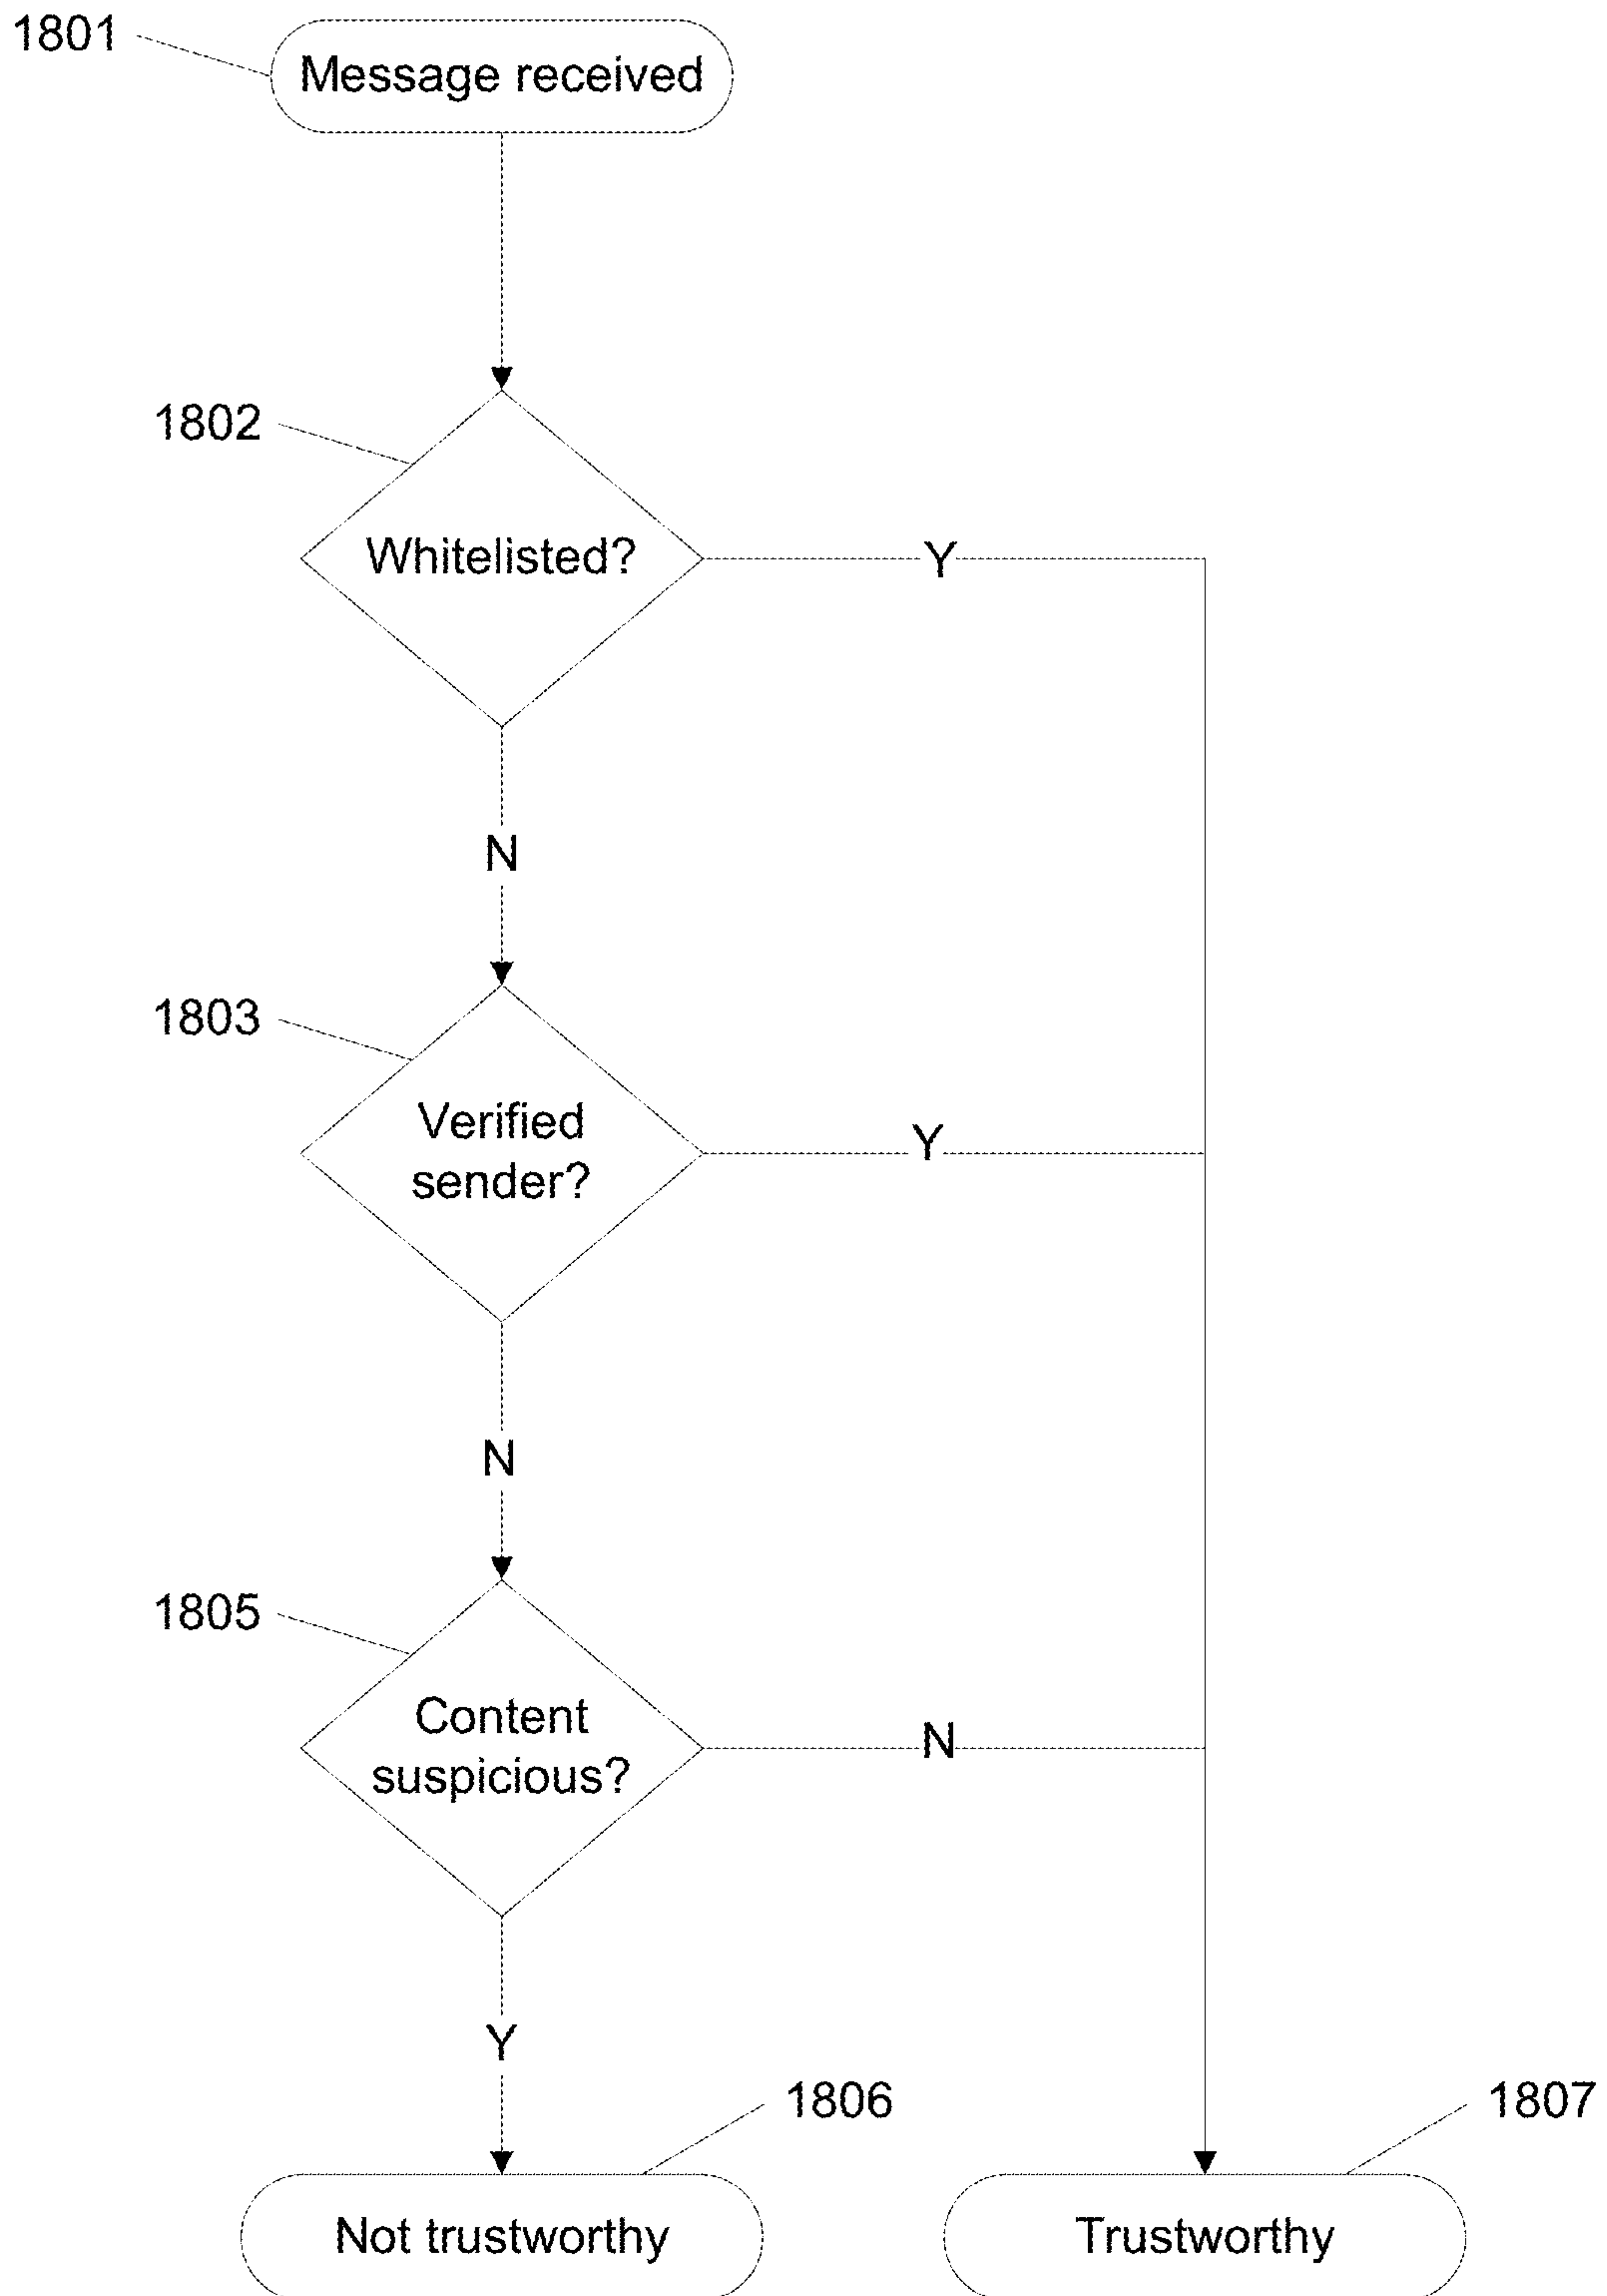 1801
Message received
1802
Whitelisted?
Y
N
1803
Verified
sender?
Y
N
1805
Content
suspicious?
N
Y
1806
1807
Not trustworthy
Trustworthy